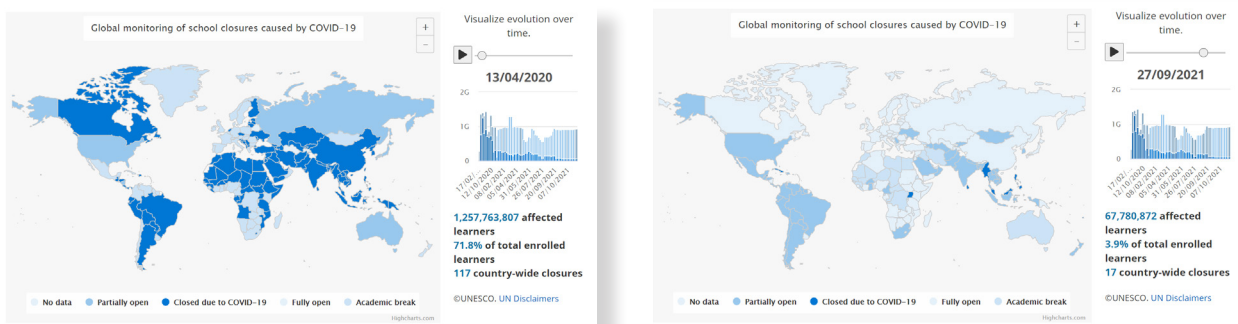 Global monitoring of school closures caused by COVID-19
+
−
Visualize evolution over
time.
13/04/2020
2G
1G
0
17/02/
12/10/2020
08/02/2021
05/04/2021
31/05/2021
26/07/2021
20/09/2021
07/10/2021
1,257,763,807 affected
learners
71.8% of total enrolled
learners
117 country-wide closures
©UNESCO. UN Disclaimers
No data Partially open Closed due to COVID-19 Fully open Academic break
Highcharts.com
Global monitoring of school closures caused by COVID-19
+
−
Visualize evolution over
time.
27/09/2021
2G
1G
0
17/02/
12/10/2020
08/02/2021
05/04/2021
31/05/2021
26/07/2021
20/09/2021
07/10/2021
67,780,872 affected
learners
3.9% of total enrolled
learners
17 country-wide closures
©UNESCO. UN Disclaimers
No data Partially open Closed due to COVID-19 Fully open Academic break
Highcharts.com